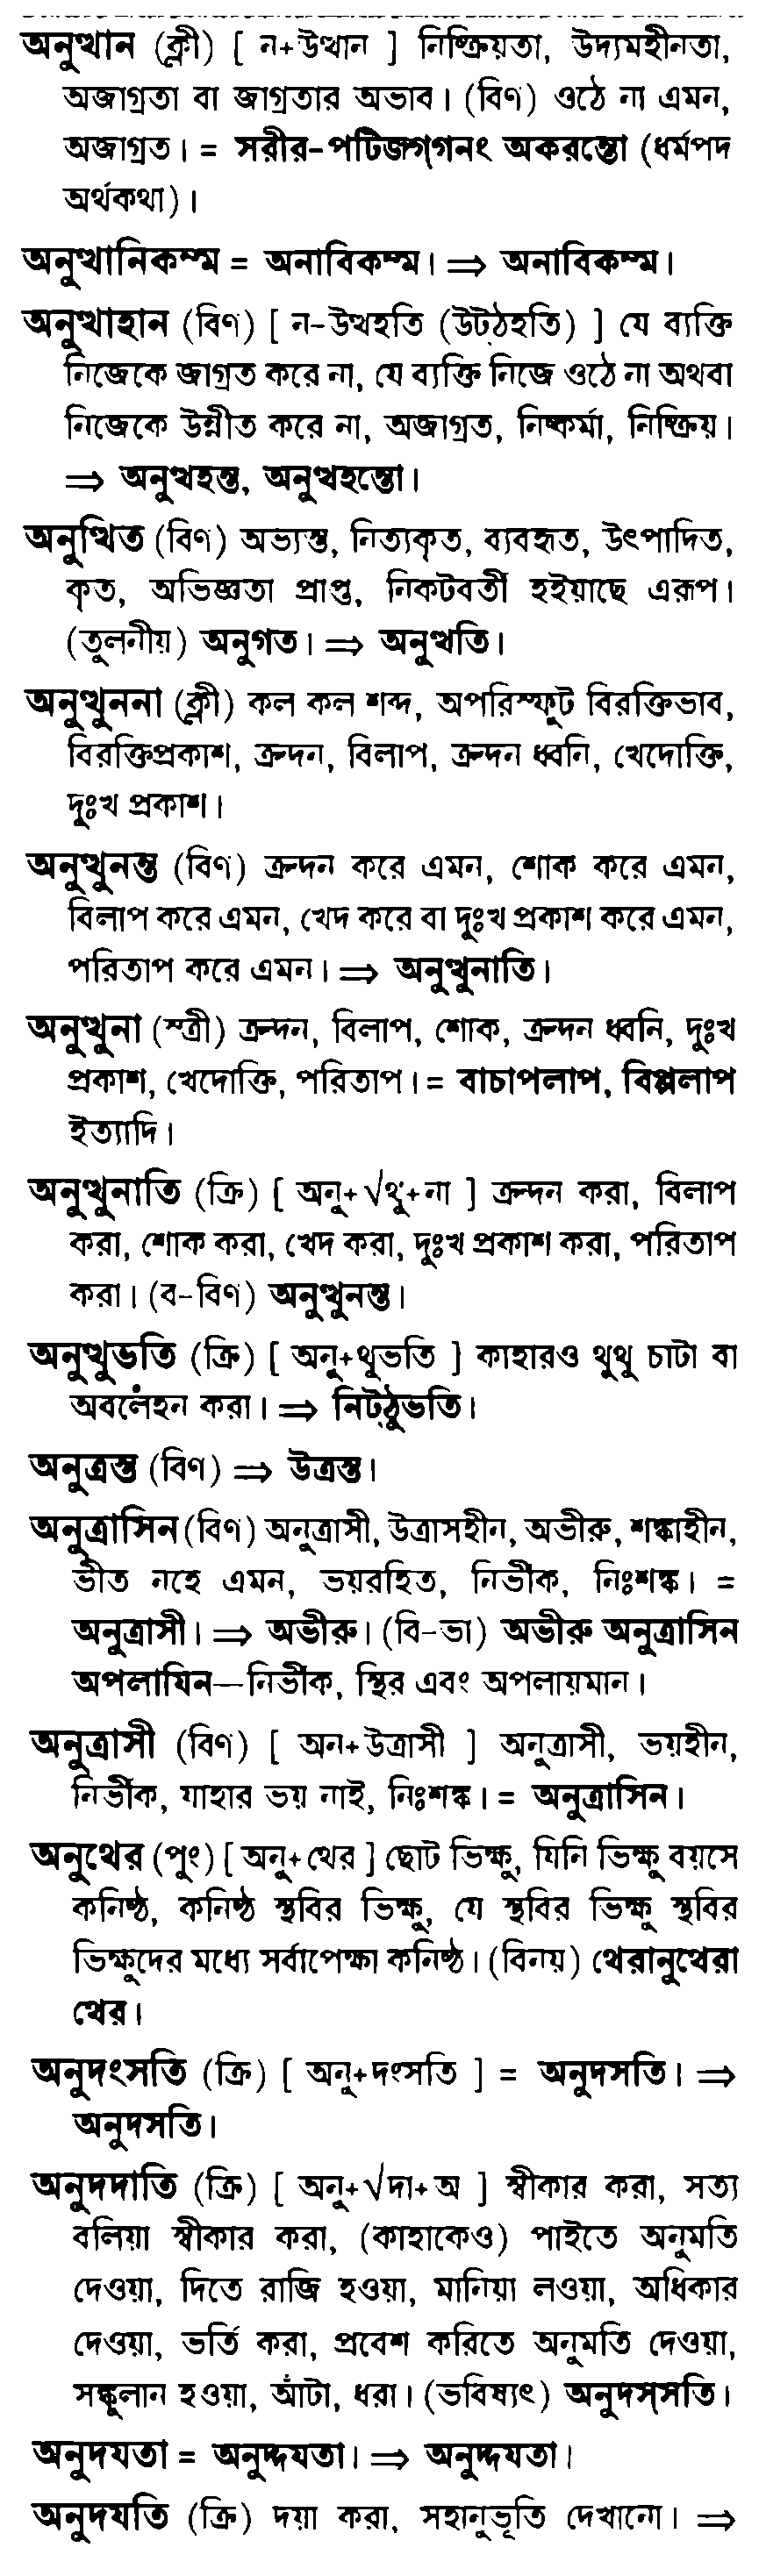 অনুত্থান (ক্লী) [ ন+উত্থান ] নিষ্ক্রিয়তা, উদ্যমহীনতা,
অজাগ্রতা বা জাগ্রতার অভাব। (বিণ) ওঠে না এমন,
অজাগ্রত। = সরীর-পটিজগ্গনং অকরন্তো (ধর্মপদ
অর্থকথা)।
অনুত্থানিকম্ম = অনাবিকম্ম। ⇒ অনাবিকম্ম।
অনুত্থাহান (বিণ) [ ন-উত্থহতি (উট্ঠহতি) ] যে ব্যক্তি
নিজেকে জাগ্রত করে না, যে ব্যক্তি নিজে ওঠে না অথবা
নিজেকে উন্নীত করে না, অজাগ্রত, নিষ্কর্মা, নিষ্ক্রিয়।
⇒ অনুত্থহন্ত, অনুত্থহন্তো।
অনুত্থিত (বিণ) অভ্যস্ত, নিত্যকৃত, ব্যবহৃত, উৎপাদিত,
কৃত, অভিজ্ঞতা প্রাপ্ত, নিকটবর্তী হইয়াছে এরূপ।
(তুলনীয়) অনুগত। ⇒ অনুত্থতি।
অনুত্থুননা (ক্লী) কল কল শব্দ, অপরিস্ফুট বিরক্তিভাব,
বিরক্তিপ্রকাশ, ক্রন্দন, বিলাপ, ক্রন্দন ধ্বনি, খেদোক্তি,
দুঃখ প্রকাশ।
অনুত্থুনন্ত (বিণ) ক্রন্দন করে এমন, শোক করে এমন,
বিলাপ করে এমন, খেদ করে বা দুঃখ প্রকাশ করে এমন,
পরিতাপ করে এমন। ⇒ অনুত্থুনাতি।
অনুত্থুনা (স্ত্রী) ক্রন্দন, বিলাপ, শোক, ক্রন্দন ধ্বনি, দুঃখ
প্রকাশ, খেদোক্তি, পরিতাপ। = বাচাপলাপ, বিপ্পলাপ
ইত্যাদি।
অনুত্থুনাতি (ক্রি) [ অনু+√থু+না ] ক্রন্দন করা, বিলাপ
করা, শোক করা, খেদ করা, দুঃখ প্রকাশ করা, পরিতাপ
করা। (ব-বিণ) অনুত্থুনন্ত।
অনুত্থুভতি (ক্রি) [ অনু+থুভতি ] কাহারও থুথু চাটা বা
অবলেহন করা। ⇒ নিট্ঠুভতি।
অনুত্রস্ত (বিণ) ⇒ উত্রস্ত।
অনুত্রাসিন (বিণ) অনুত্রাসী, উত্রাসহীন, অভীরু, শঙ্কাহীন,
ভীত নহে এমন, ভয়রহিত, নির্ভীক, নিঃশঙ্ক। =
অনুত্রাসী। ⇒ অভীরু। (বি-ভা) অভীরু অনুত্রাসিন
অপলাযিন—নির্ভীক, স্থির এবং অপলায়মান।
অনুত্রাসী (বিণ) [ অন+উত্রাসী ] অনুত্রাসী, ভয়হীন,
নির্ভীক, যাহার ভয় নাই, নিঃশঙ্ক। = অনুত্রাসিন।
অনুথের (পুং) [ অনু+থের ] ছোট ভিক্ষু, যিনি ভিক্ষু বয়সে
কনিষ্ঠ, কনিষ্ঠ স্থবির ভিক্ষু, যে স্থবির ভিক্ষু স্থবির
ভিক্ষুদের মধ্যে সর্বাপেক্ষা কনিষ্ঠ। (বিনয়) থেরানুথেরা
থের।
অনুদংসতি (ক্রি) [ অনু+দংসতি ] = অনুদসতি। ⇒
অনুদসতি।
অনুদদাতি (ক্রি) [ অনু+√দা+অ ] স্বীকার করা, সত্য
বলিয়া স্বীকার করা, (কাহাকেও) পাইতে অনুমতি
দেওয়া, দিতে রাজি হওয়া, মানিয়া লওয়া, অধিকার
দেওয়া, ভর্তি করা, প্রবেশ করিতে অনুমতি দেওয়া,
সঙ্কুলান হওয়া, আঁটা, ধরা। (ভবিষ্যৎ) অনুদস্সতি।
অনুদযতা = অনুদ্দযতা। ⇒ অনুদ্দযতা।
অনুদযতি (ক্রি) দয়া করা, সহানুভূতি দেখানো। ⇒